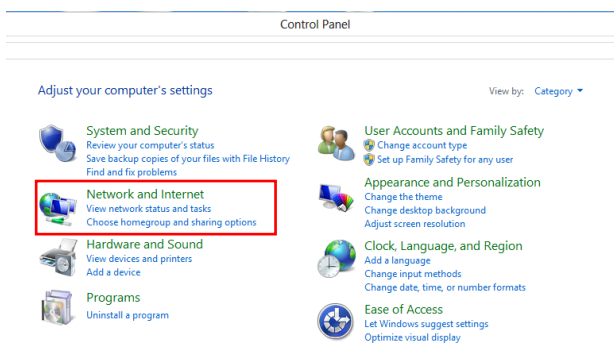 Control Panel
Adjust your computer's settings
View by: Category
System and Security
Review your computer's status
Save backup copies of your files with File History
Find and fix problems
Network and Internet
View network status and tasks
Choose homegroup and sharing options
Hardware and Sound
View devices and printers
Add a device
Programs
Uninstall a program
User Accounts and Family Safety
Change account type
Set up Family Safety for any user
Appearance and Personalization
Change the theme
Change desktop background
Adjust screen resolution
Clock, Language, and Region
Add a language
Change input methods
Change date, time, or number formats
Ease of Access
Let Windows suggest settings
Optimize visual display